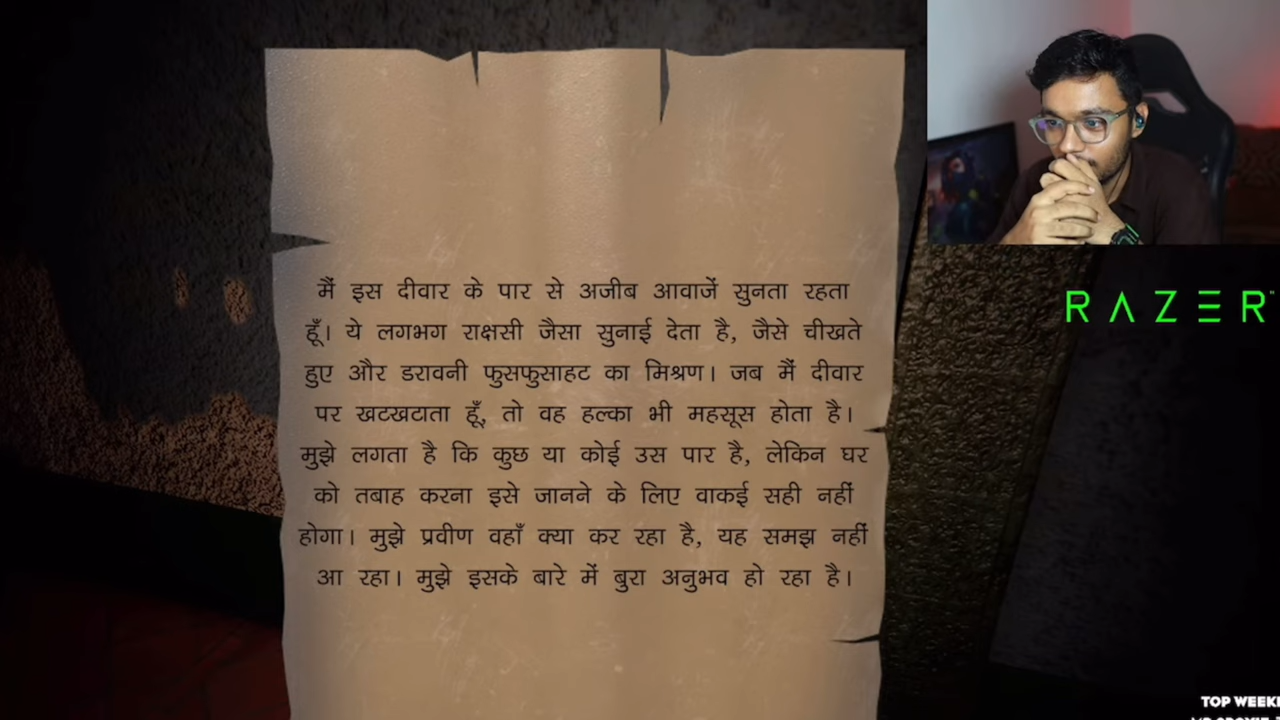 मैं इस दीवार के पार से अजीब आवाजें सुनता रहता
हूँ। ये लगभग राक्षसी जैसा सुनाई देता है, जैसे चीखते
हुए और डरावनी फुसफुसाहट का मिश्रण। जब मैं दीवार
पर खटखटाता हूँ, तो वह हल्का भी महसूस होता है।
मुझे लगता है कि कुछ या कोई उस पार है, लेकिन घर
को तबाह करना इसे जानने के लिए वाकई सही नहीं
होगा। मुझे प्रवीण वहाँ क्या कर रहा है, यह समझ नहीं
आ रहा। मुझे इसके बारे में बुरा अनुभव हो रहा है।
RAZER
TOP WEEK